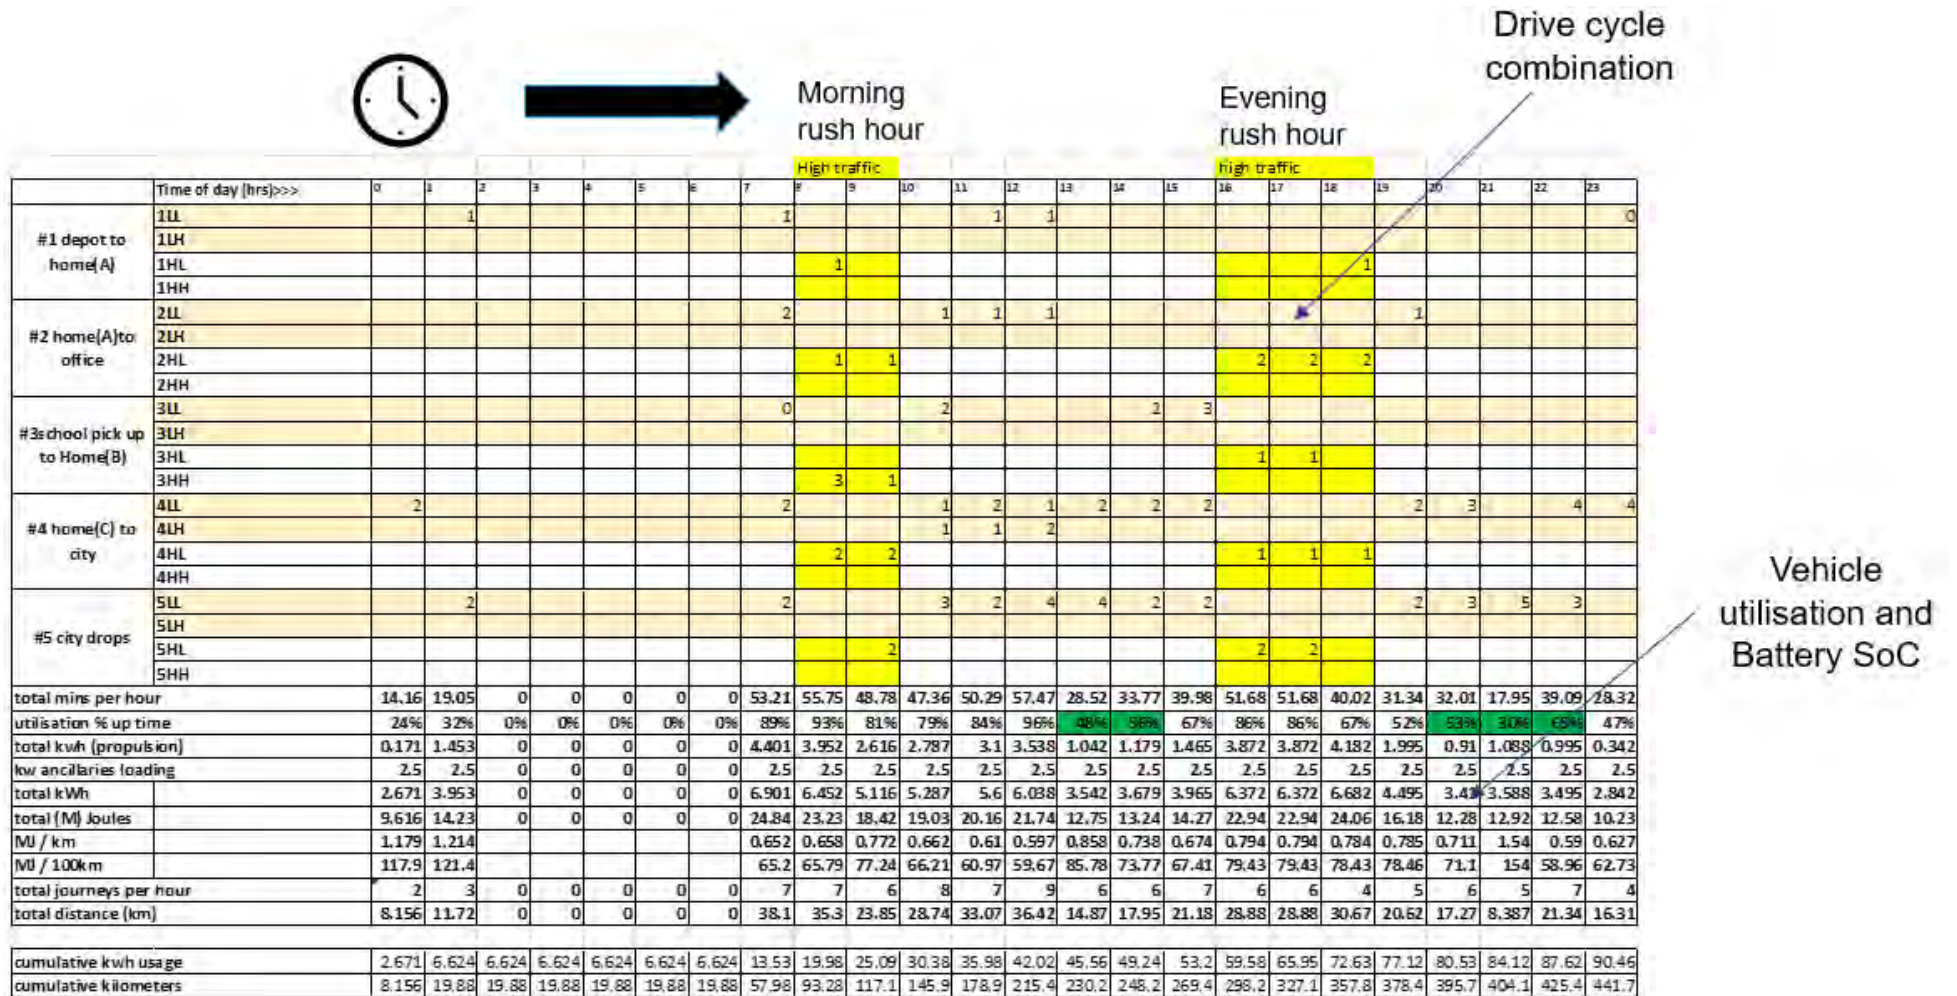 Drive cycle
combination
Morning
rush hour
Evening
rush hour
High traffic high traffic
Time of day (hrs)>>> 0 1 2 3 4 5 6 7 8 9 10 11 12 13 14 15 16 17 18 19 20 21 22 23
#1 depot to home(A)
1LL 1 1 1 1 0
1LH
1HL 1 1
1HH
#2 home(A)to office
2LL 2 1 1 1 1
2LH
2HL 1 1 2 2 2
2HH
#3school pick up to Home(B)
3LL 0 2 2 3
3LH
3HL 1 1
3HH 3 1
#4 home(C) to city
4LL 2 2 1 2 1 2 2 2 2 3 4 4
4LH 1 1 2
4HL 2 2 1 1 1
4HH
#5 city drops
5LL 2 2 3 2 4 4 2 2 2 3 5 3
5LH
5HL 2 2 2
5HH
Vehicle
utilisation and
Battery SoC
total mins per hour 14.16 19.05 0 0 0 0 0 53.21 55.75 48.78 47.36 50.29 57.47 28.52 33.77 39.98 51.68 51.68 40.02 31.34 32.01 17.95 39.09 28.32
utilisation % up time 24% 32% 0% 0% 0% 0% 0% 89% 93% 81% 79% 84% 96% 48% 56% 67% 86% 86% 67% 52% 53% 30% 65% 47%
total kwh (propulsion) 0.171 1.453 0 0 0 0 0 4.401 3.952 2.616 2.787 3.1 3.538 1.042 1.179 1.465 3.872 3.872 4.182 1.995 0.91 1.088 0.995 0.342
kw ancillaries loading 2.5 2.5 0 0 0 0 0 2.5 2.5 2.5 2.5 2.5 2.5 2.5 2.5 2.5 2.5 2.5 2.5 2.5 2.5 2.5 2.5 2.5
total kWh 2.671 3.953 0 0 0 0 0 6.901 6.452 5.116 5.287 5.6 6.038 3.542 3.679 3.965 6.372 6.372 6.682 4.495 3.41 3.588 3.495 2.842
total (M) Joules 9.616 14.23 0 0 0 0 0 24.84 23.23 18.42 19.03 20.16 21.74 12.75 13.24 14.27 22.94 22.94 24.06 16.18 12.28 12.92 12.58 10.23
MJ / km 1.179 1.214 0.652 0.658 0.772 0.662 0.61 0.597 0.858 0.738 0.674 0.794 0.794 0.784 0.785 0.711 1.54 0.59 0.627
MJ / 100km 117.9 121.4 65.2 65.79 77.24 66.21 60.97 59.67 85.78 73.77 67.41 79.43 79.43 78.43 78.46 71.1 154 58.96 62.73
total journeys per hour 2 3 0 0 0 0 0 7 7 6 8 7 9 6 6 7 6 6 4 5 6 5 7 4
total distance (km) 8.156 11.72 0 0 0 0 0 38.1 35.3 23.85 28.74 33.07 36.42 14.87 17.95 21.18 28.88 28.88 30.67 20.62 17.27 8.387 21.34 16.31
cumulative kwh usage 2.671 6.624 6.624 6.624 6.624 6.624 6.624 13.53 19.98 25.09 30.38 35.98 42.02 45.56 49.24 53.2 59.58 65.95 72.63 77.12 80.53 84.12 87.62 90.46
cumulative kilometers 8.156 19.88 19.88 19.88 19.88 19.88 19.88 57.98 93.28 117.1 145.9 178.9 215.4 230.2 248.2 269.4 298.2 327.1 357.8 378.4 395.7 404.1 425.4 441.7